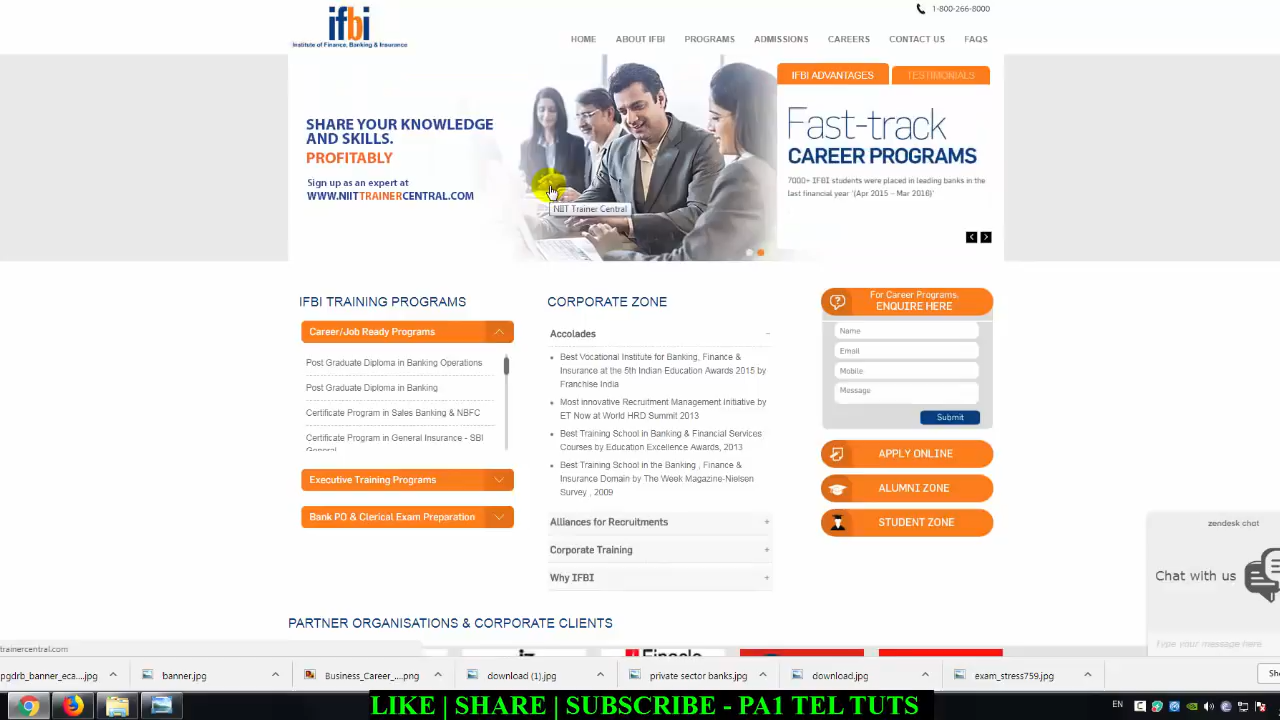 1-800-266-8000
ifbi
Institute of Finance, Banking & Insurance
HOME ABOUT IFBI PROGRAMS ADMISSIONS CAREERS CONTACT US FAQS
IFBI ADVANTAGES TESTIMONIALS
SHARE YOUR KNOWLEDGE
AND SKILLS.
PROFITABLY
Sign up as an expert at
WWW.NIITTRAINERCENTRAL.COM
NIIT Trainer Central
Fast-track
CAREER PROGRAMS
7000+ IFBI students were placed in leading banks in the
last financial year '(Apr 2015 – Mar 2016)'
IFBI TRAINING PROGRAMS
Career/Job Ready Programs
Post Graduate Diploma in Banking Operations
Post Graduate Diploma in Banking
Certificate Program in Sales Banking & NBFC
Certificate Program in General Insurance - SBI
General
Executive Training Programs
Bank PO & Clerical Exam Preparation
CORPORATE ZONE
Accolades -
Best Vocational Institute for Banking, Finance &
Insurance at the 5th Indian Education Awards 2015 by
Franchise India
Most innovative Recruitment Management Initiative by
ET Now at World HRD Summit 2013
Best Training School in Banking & Financial Services
Courses by Education Excellence Awards, 2013
Best Training School in the Banking , Finance &
Insurance Domain by The Week Magazine-Nielsen
Survey , 2009
Alliances for Recruitments +
Corporate Training +
Why IFBI +
For Career Programs,
ENQUIRE HERE
Name
Email
Mobile
Message
Submit
APPLY ONLINE
ALUMNI ZONE
STUDENT ZONE
zendesk chat
Chat with us
Type your message here
PARTNER ORGANISATIONS & CORPORATE CLIENTS
trainercentral.com
banner.jpg download (1).jpg download.jpg exam_stress759.jpg
EN
LIKE | SHARE | SUBSCRIBE - PA1 TEL TUTS